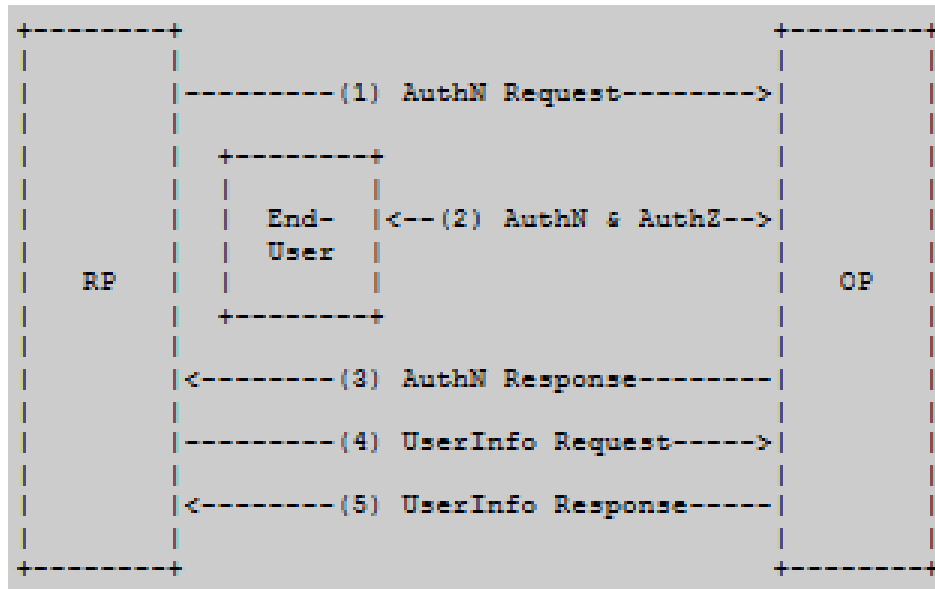 +--------+                                   +--------+
|        |                                   |        |
|        |---------(1) AuthN Request-------->|        |
|        |                                   |        |
|        |  +--------+                       |        |
|        |  |        |                       |        |
|        |  |  End-  |<--(2) AuthN & AuthZ-->|        |
|        |  |  User  |                       |        |
|   RP   |  |        |                       |   OP   |
|        |  +--------+                       |        |
|        |                                   |        |
|        |<--------(3) AuthN Response--------|        |
|        |                                   |        |
|        |---------(4) UserInfo Request----->|        |
|        |                                   |        |
|        |<--------(5) UserInfo Response-----|        |
|        |                                   |        |
+--------+                                   +--------+